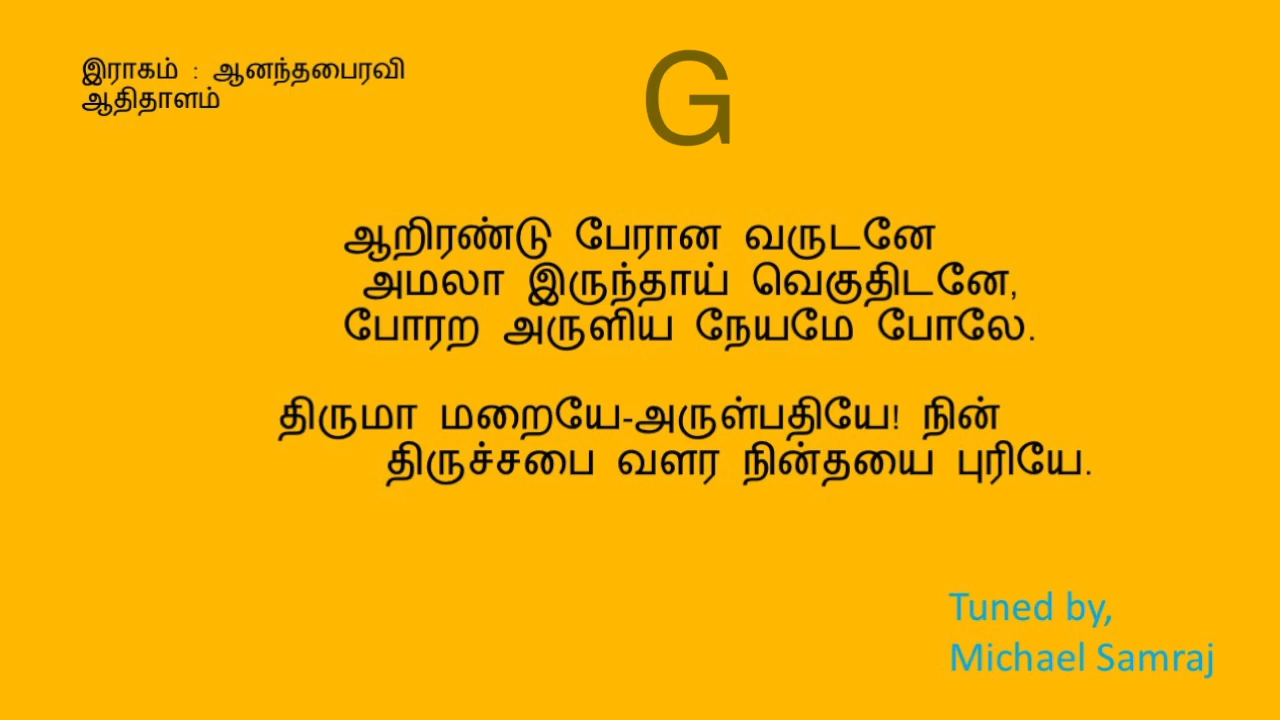 இராகம் : ஆனந்தபைரவி
ஆதிதாளம்
G
ஆறிரண்டு பேரான வருடனே
அமலா இருந்தாய் வெகுதிடனே,
போரற அருளிய நேயமே போலே.
திருமா மறையே-அருள்பதியே! நின்
திருச்சபை வளர நின்தயை புரியே.
Tuned by,
Michael Samraj